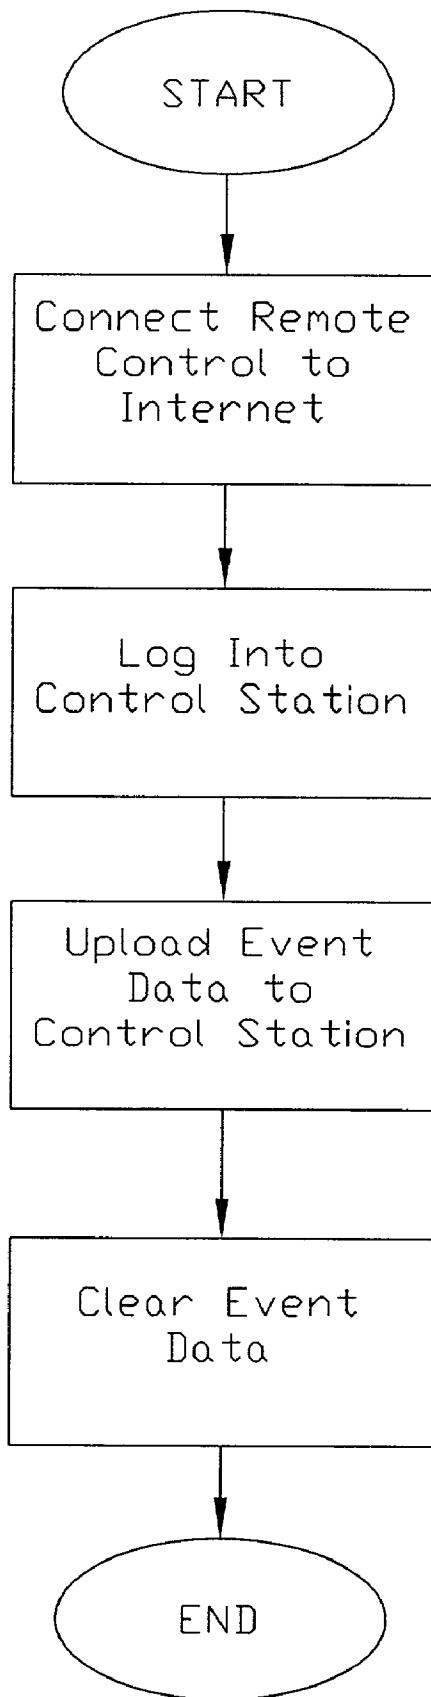 START
Connect Remote
Control to
Internet
Log Into
Control Station
Upload Event
Data to
Control Station
Clear Event
Data
END